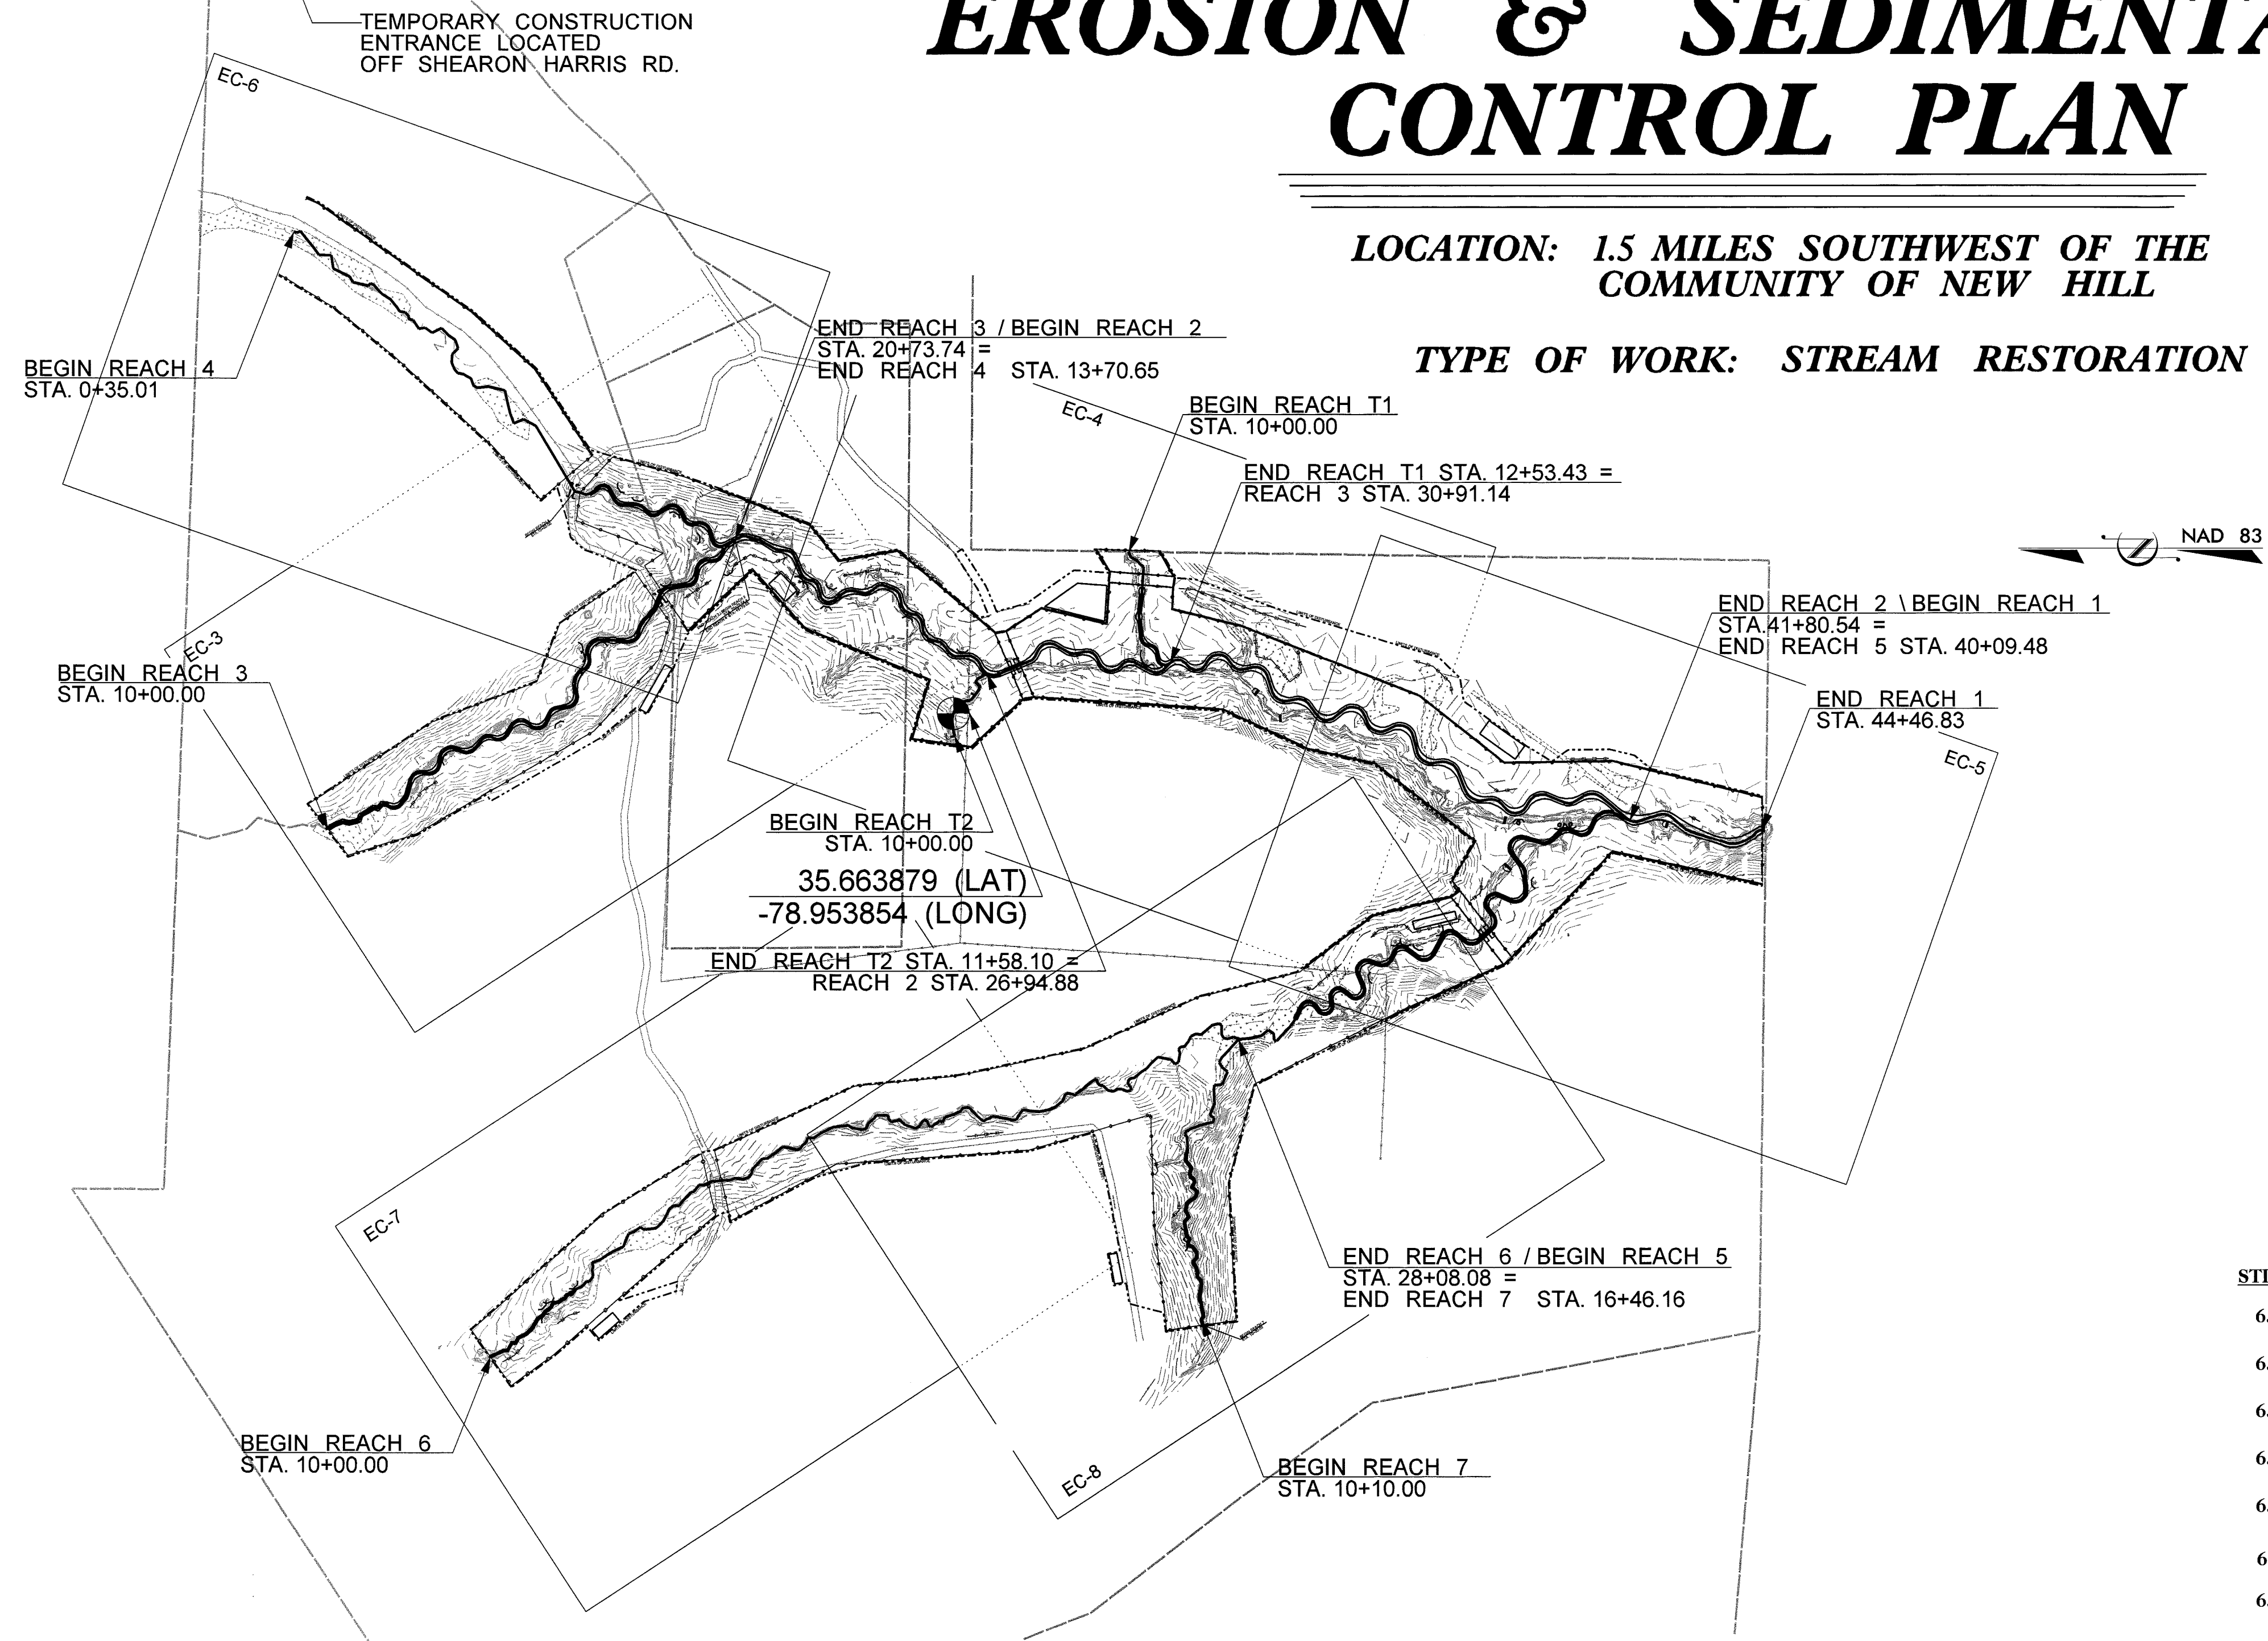 TEMPORARY CONSTRUCTION
ENTRANCE LOCATED
OFF SHEARON HARRIS RD.
EROSION & SEDIMENTA
CONTROL PLAN
LOCATION: 1.5 MILES SOUTHWEST OF THE
COMMUNITY OF NEW HILL
TYPE OF WORK: STREAM RESTORATION
EC-6
BEGIN REACH 4
STA. 0+35.01
END REACH 3 / BEGIN REACH 2
STA. 20+73.74 =
END REACH 4 STA. 13+70.65
EC-4
BEGIN REACH T1
STA. 10+00.00
END REACH T1 STA. 12+53.43 =
REACH 3 STA. 30+91.14
NAD 83
END REACH 2 \ BEGIN REACH 1
STA.41+80.54 =
END REACH 5 STA. 40+09.48
EC-3
BEGIN REACH 3
STA. 10+00.00
END REACH 1
STA. 44+46.83
EC-5
BEGIN REACH T2
STA. 10+00.00
35.663879 (LAT)
-78.953854 (LONG)
END REACH T2 STA. 11+58.10 =
REACH 2 STA. 26+94.88
EC-7
END REACH 6 / BEGIN REACH 5
STA. 28+08.08 =
END REACH 7 STA. 16+46.16
BEGIN REACH 6
STA. 10+00.00
EC-8
BEGIN REACH 7
STA. 10+10.00
6.
6.
6.
6.
6.
6
6.